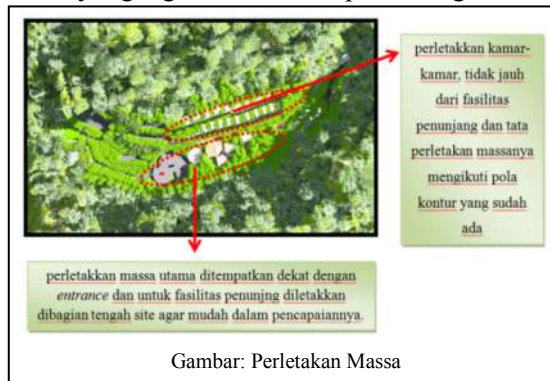 perletakkan kamar-
kamar, tidak jauh
dari fasilitas
penunjang dan tata
perletakan massanya
mengikuti pola
kontur yang sudah
ada
perletakkan massa utama ditempatkan dekat dengan
entrance dan untuk fasilitas penunjng diletakkan
dibagian tengah site agar mudah dalam pencapaiannya.
Gambar: Perletakan Massa